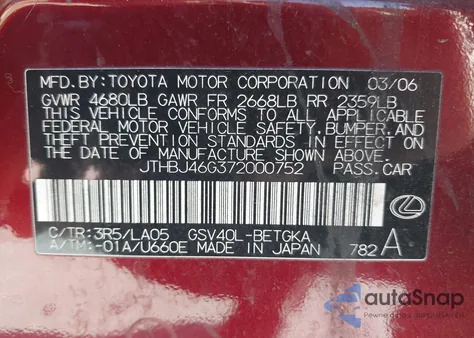 MFD.BY:TOYOTA MOTOR CORPORATION 03/06
GVWR 4680LB GAWR FR 2668LB RR 2359LB
THIS VEHICLE CONFORMS TO ALL APPLICABLE
FEDERAL MOTOR VEHICLE SAFETY, BUMPER, AND
THEFT PREVENTION STANDARDS IN EFFECT ON
THE DATE OF MANUFACTURE SHOWN ABOVE.
JTHBJ46G372000752 PASS.CAR
C/TR:3R5/LA05 GSV40L-BETGKA
A/TM:-01A/U660E MADE IN JAPAN 782A
autoSnap